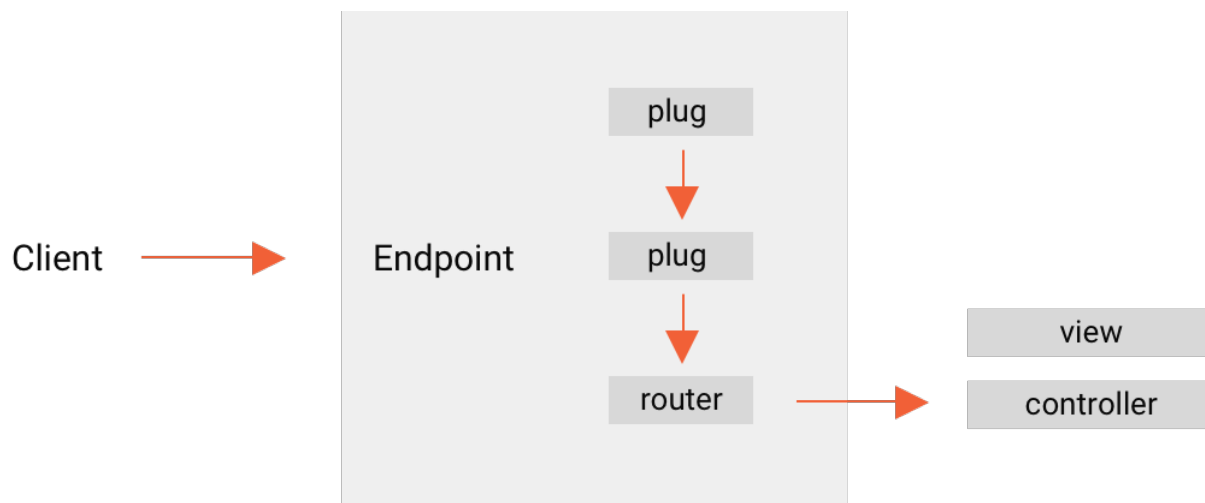 Client
Endpoint
plug
plug
router
view
controller